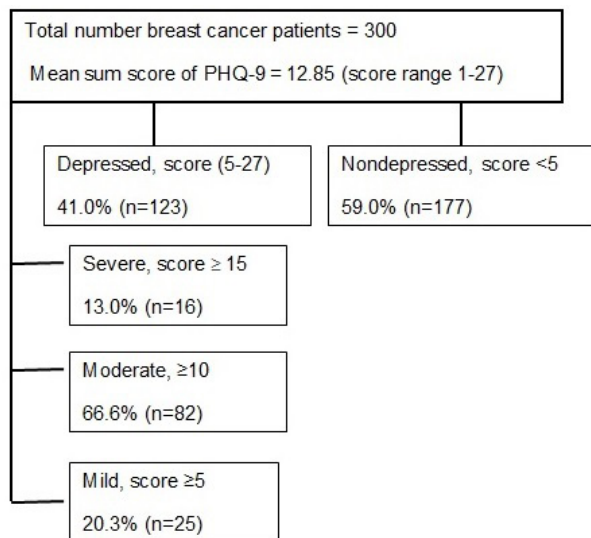 Total number breast cancer patients = 300
Mean sum score of PHQ-9 = 12.85 (score range 1-27)
Depressed, score (5-27)
41.0% (n=123)
Nondepressed, score <5
59.0% (n=177)
Severe, score ≥ 15
13.0% (n=16)
Moderate, ≥10
66.6% (n=82)
Mild, score ≥5
20.3% (n=25)